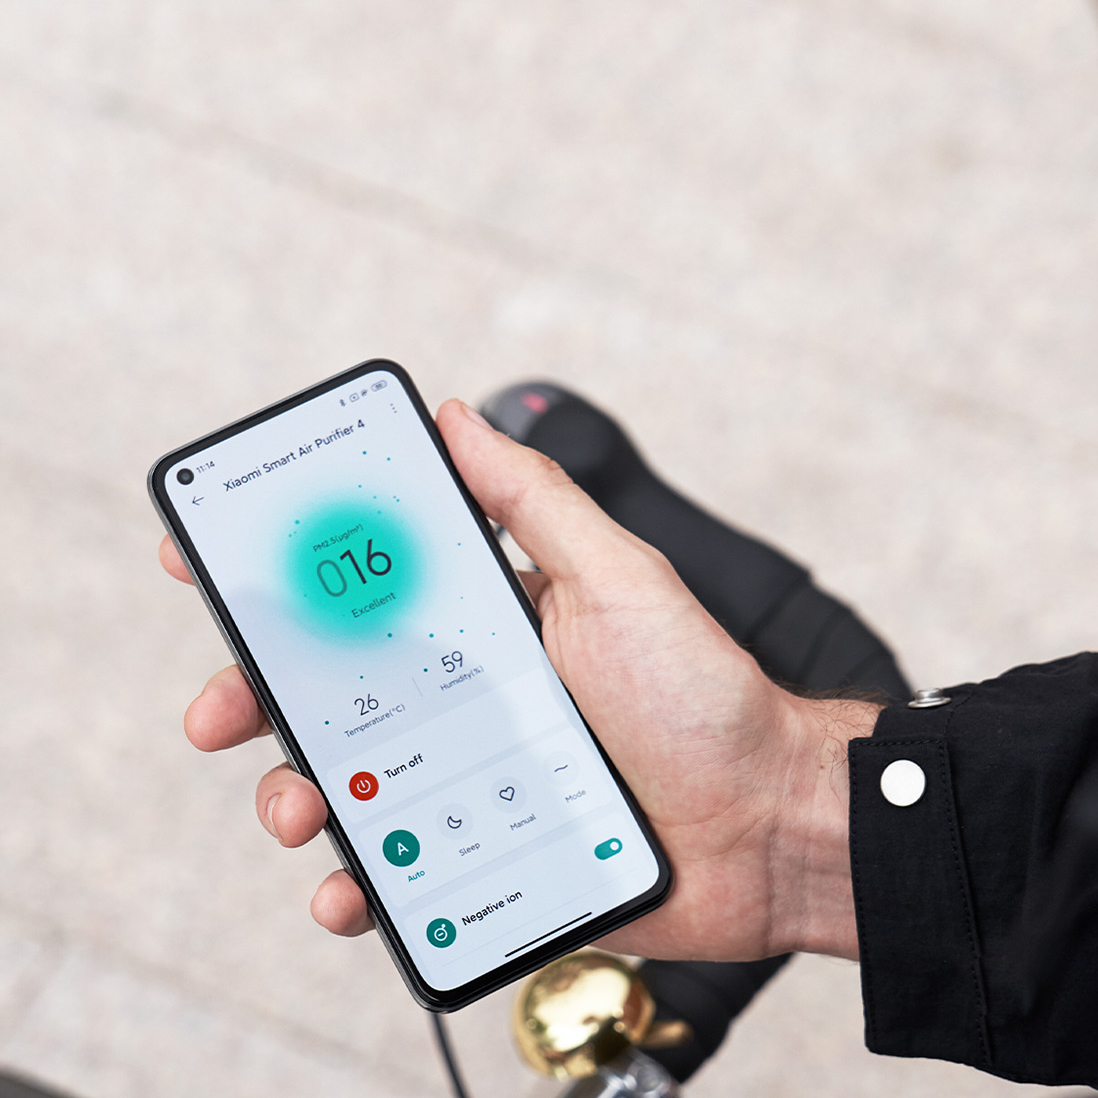 11:14
Xiaomi Smart Air Purifier 4
PM2.5(μg/m³)
016
Excellent
26
Temperature(°C)
59
Humidity(%)
Turn off
A
Auto
Sleep
Manual
Mode
Negative ion